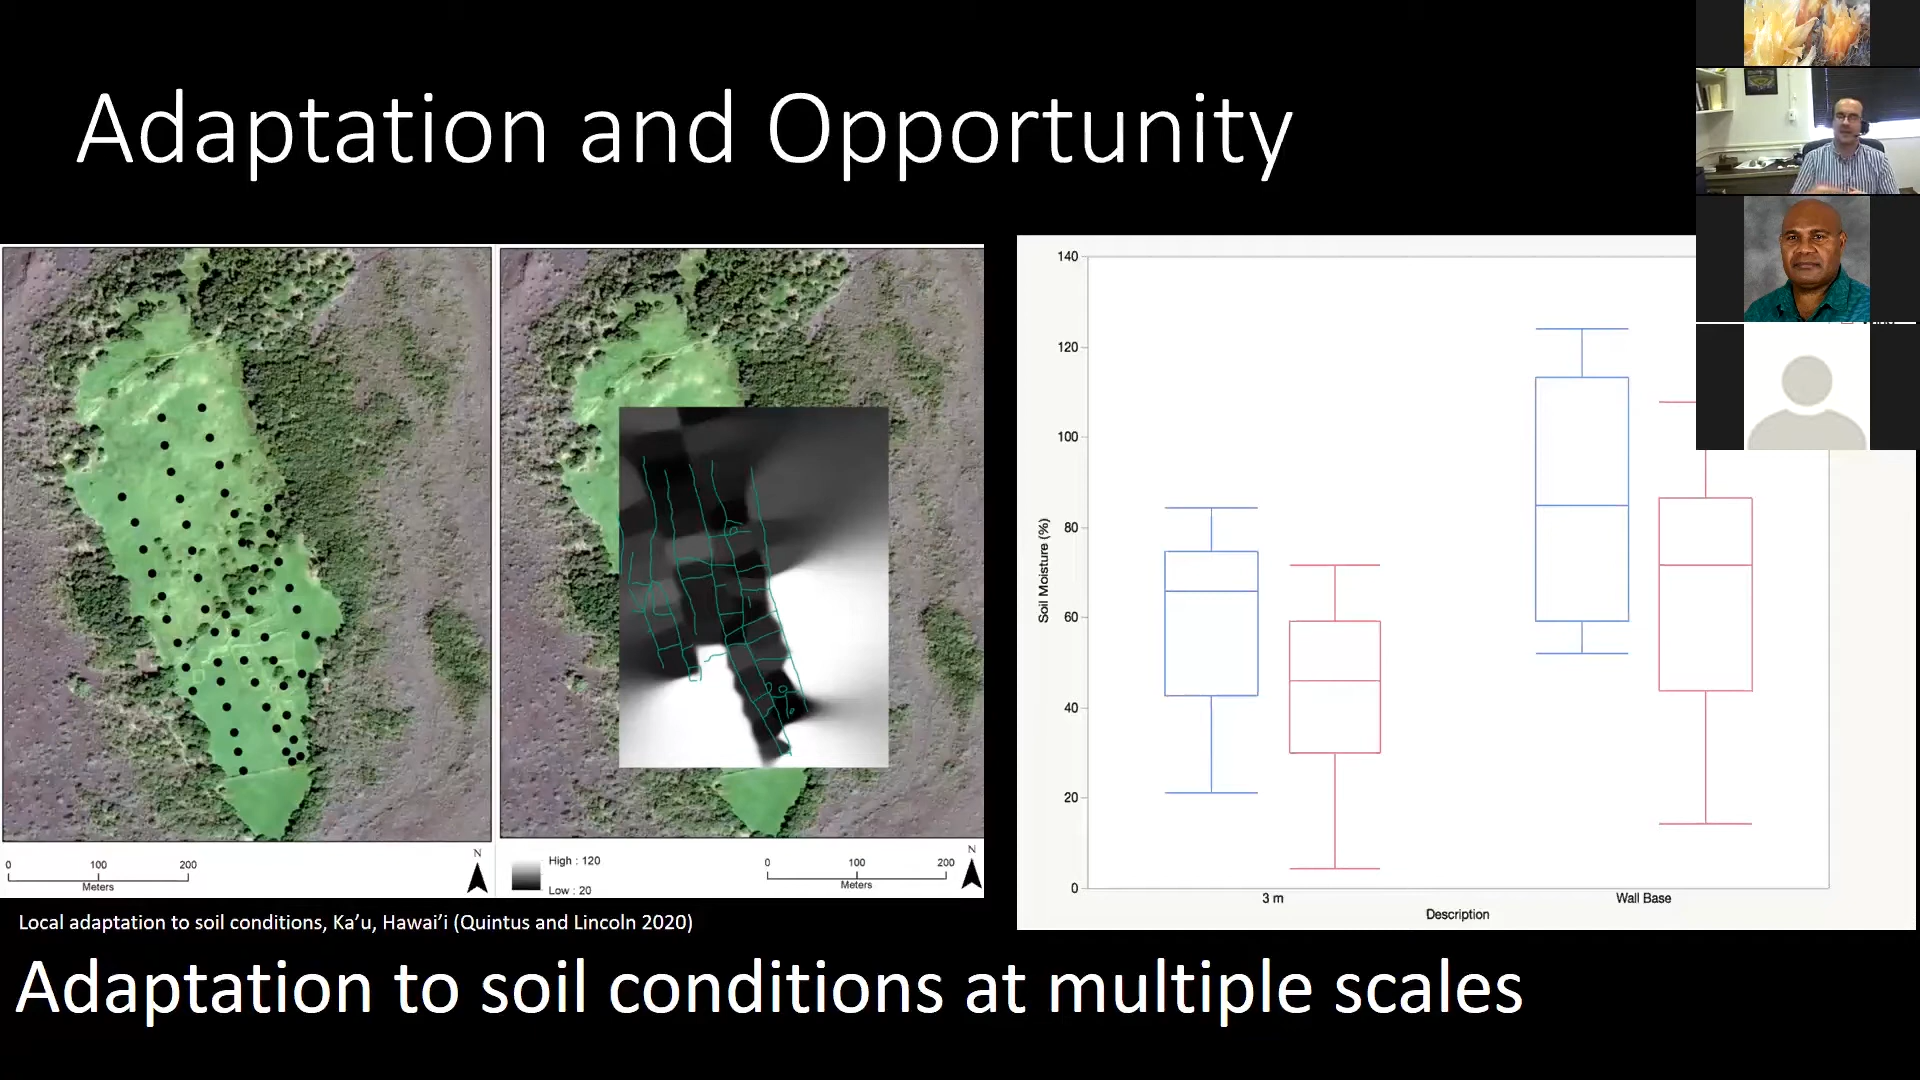 Adaptation and Opportunity
0 100 200
Meters
N
High : 120
Low : 20
0 100 200
Meters
N
140
120
100
80
60
40
20
0
Soil Moisture (%)
3 m
Wall Base
Description
Local adaptation to soil conditions, Ka’u, Hawai’i (Quintus and Lincoln 2020)
Adaptation to soil conditions at multiple scales